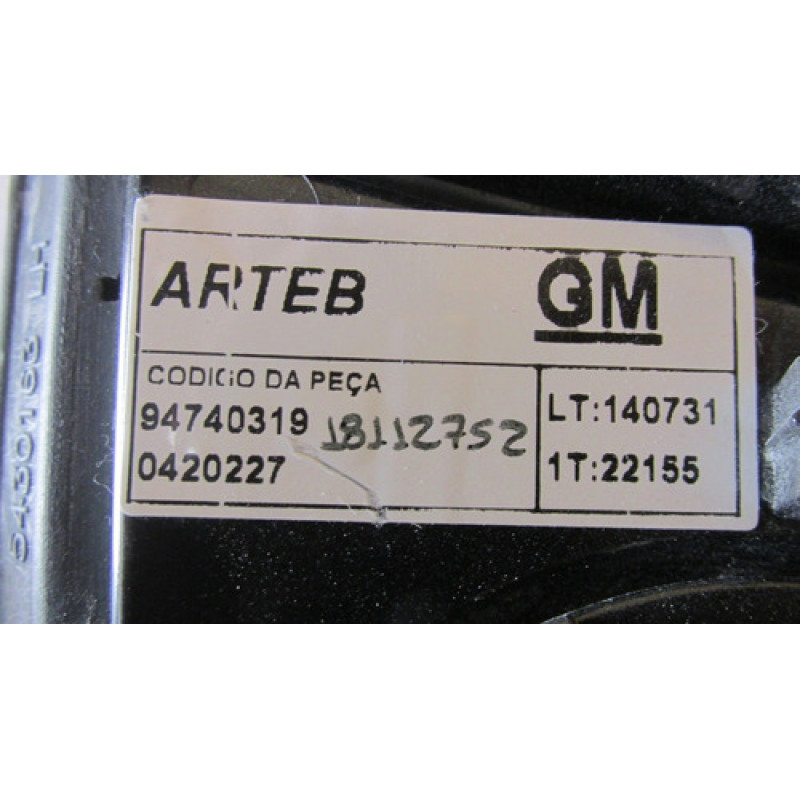 ARTEB
GM
CODIGO DA PEÇA
94740319 18112752
0420227
LT:140731
1T:22155